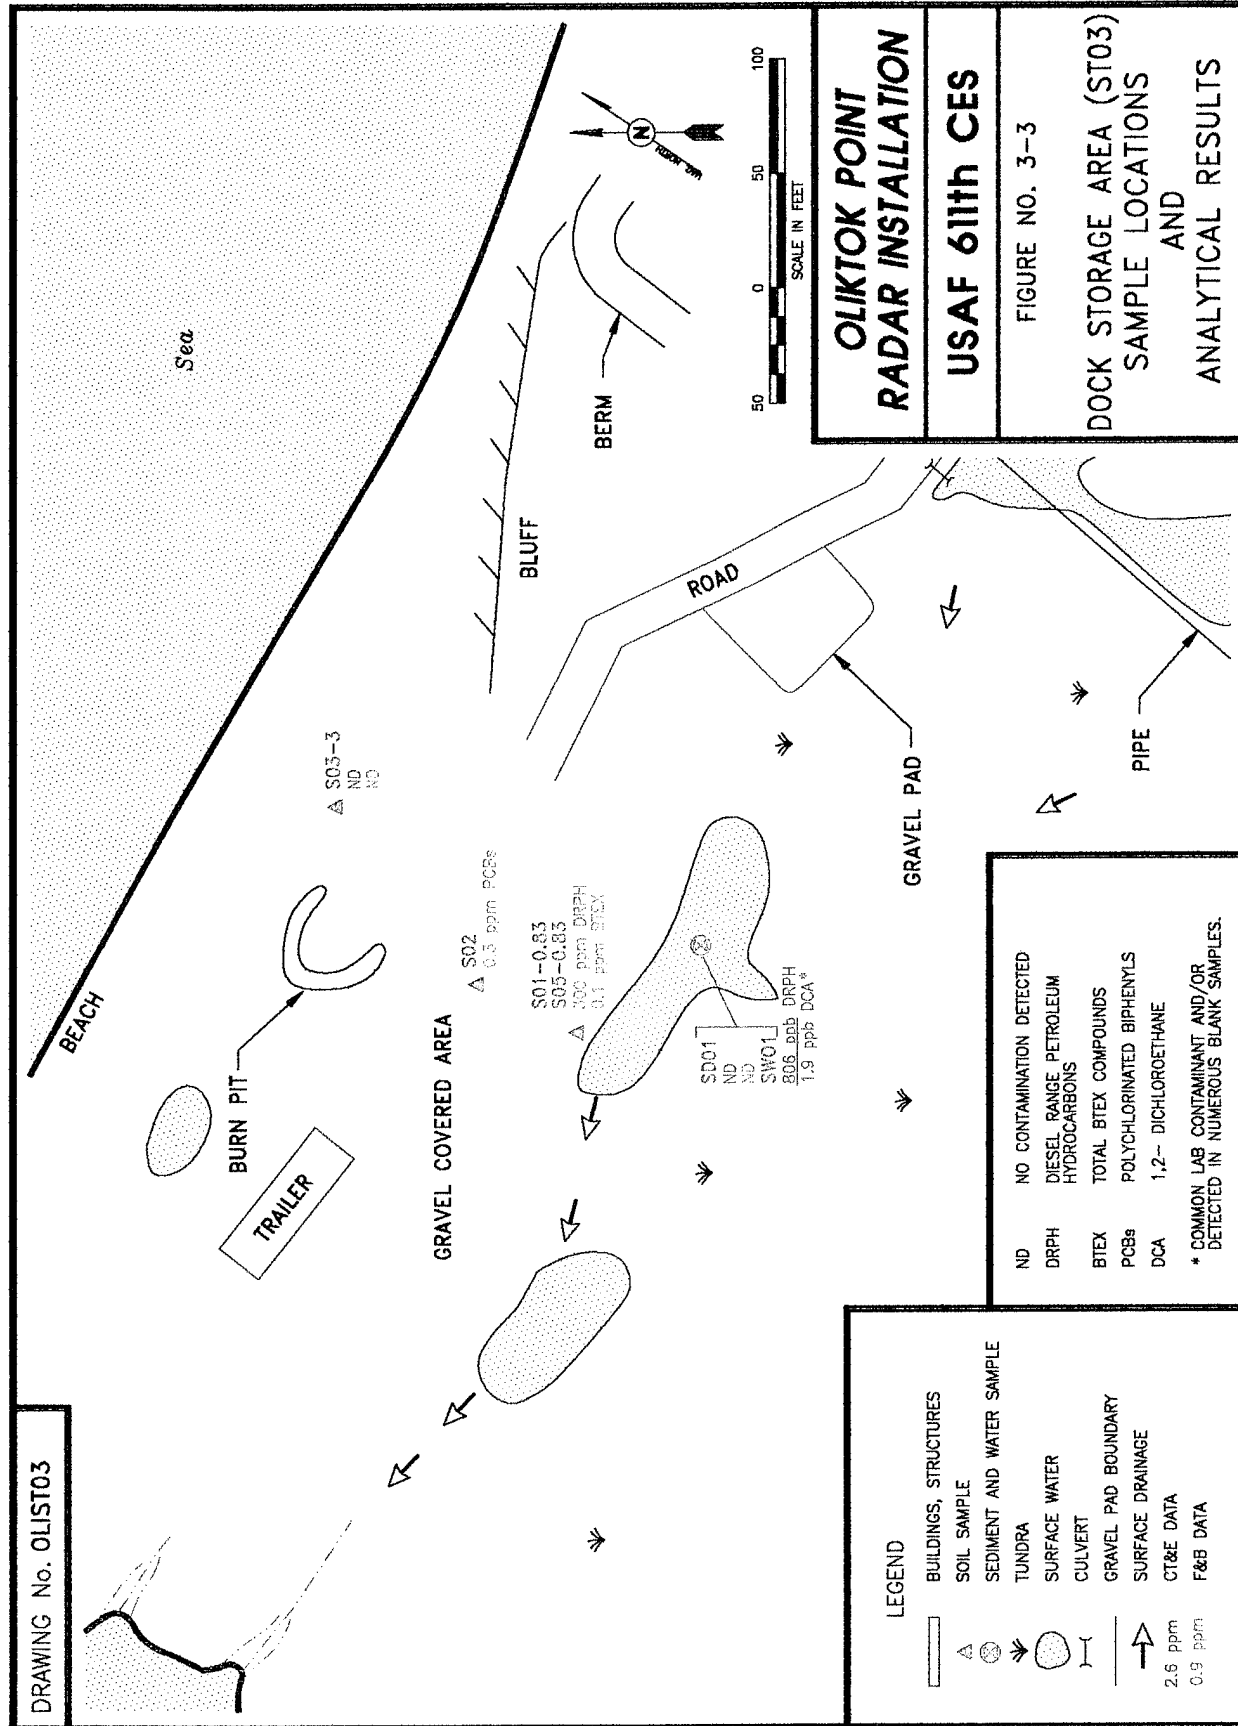 DRAWING No. OLIST03
BEACH
Sea
BURN PIT
TRAILER
S03-3
ND
ND
S02
0.3 ppm PCBs
GRAVEL COVERED AREA
S01-0.83
S05-0.83
ppm DRPH
0.1 ppm BTEX
SD01
ND
ND
SW01
806 ppb DRPH
1.9 ppb DCA*
BLUFF
BERM
ROAD
GRAVEL PAD
PIPE
N
50 0 50 100
SCALE IN FEET
LEGEND
BUILDINGS, STRUCTURES
SOIL SAMPLE
SEDIMENT AND WATER SAMPLE
TUNDRA
SURFACE WATER
CULVERT
GRAVEL PAD BOUNDARY
SURFACE DRAINAGE
2.6 ppm CT&E DATA
0.9 ppm F&B DATA
ND NO CONTAMINATION DETECTED
DRPH DIESEL RANGE PETROLEUM
HYDROCARBONS
BTEX TOTAL BTEX COMPOUNDS
PCBs POLYCHLORINATED BIPHENYLS
DCA 1,2- DICHLOROETHANE
* COMMON LAB CONTAMINANT AND/OR
DETECTED IN NUMEROUS BLANK SAMPLES.
OLIKTOK POINT
RADAR INSTALLATION
USAF 611th CES
FIGURE NO. 3-3
DOCK STORAGE AREA (ST03)
SAMPLE LOCATIONS
AND
ANALYTICAL RESULTS